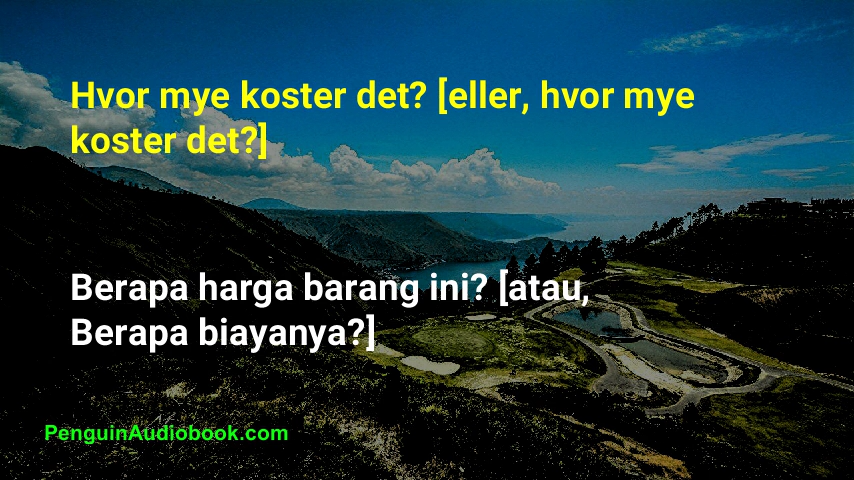 Hvor mye koster det? [eller, hvor mye
koster det?]
Berapa harga barang ini? [atau,
Berapa biayanya?]
PenguinAudiobook.com